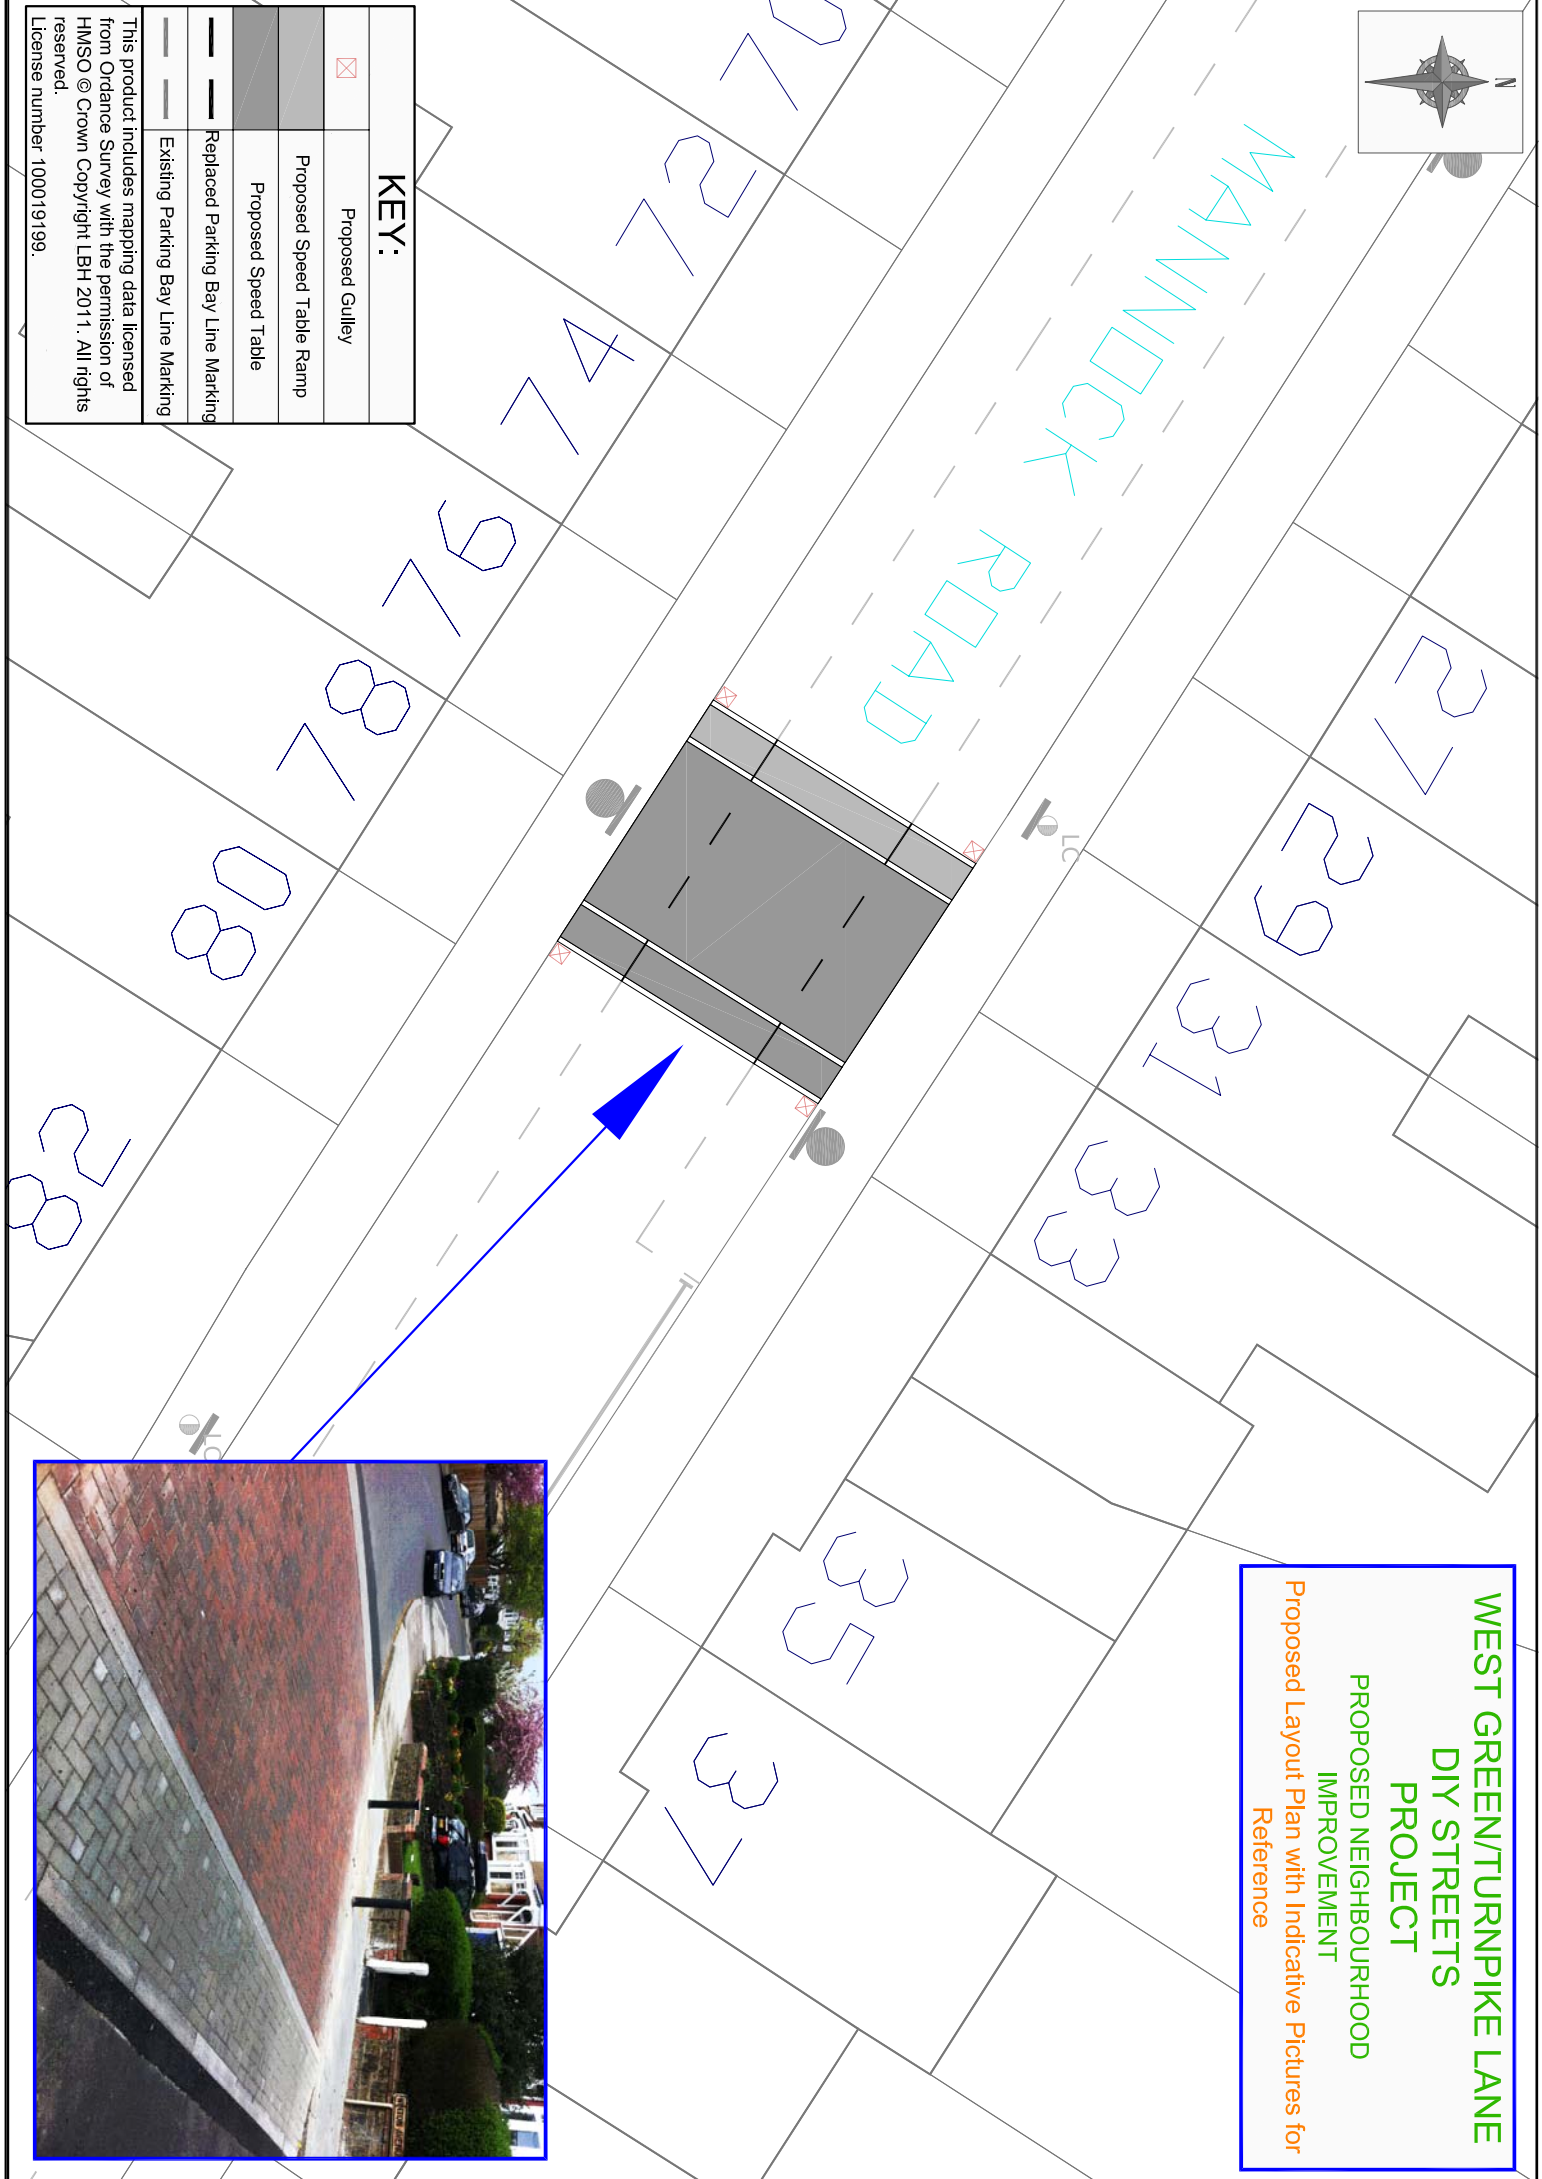 N
MANNOCK ROAD
WEST GREEN/TURNPIKE LANE
DIY STREETS
PROJECT
PROPOSED NEIGHBOURHOOD
IMPROVEMENT
Proposed Layout Plan with Indicative Pictures for
Reference
27
29
31
33
35
37
LC
70
72
74
76
78
80
82
LC
KEY:
Proposed Gulley
Proposed Speed Table Ramp
Proposed Speed Table
Replaced Parking Bay Line Marking
Existing Parking Bay Line Marking
This product includes mapping data licensed
from Ordance Survey with the permission of
HMSO © Crown Copyright LBH 2011. All rights
reserved.
License number 100019199.